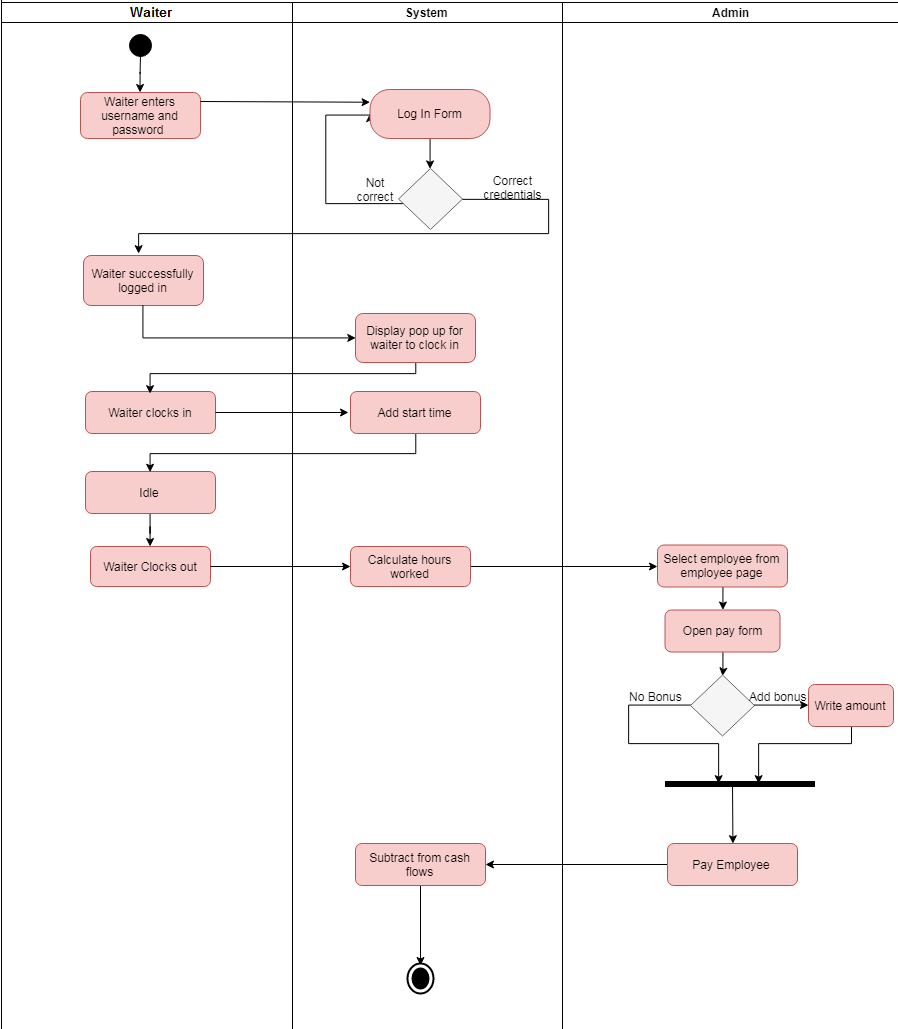 Waiter
System
Admin
Waiter enters
username and
password
Log In Form
Not
correct
Correct
credentials
Waiter successfully
logged in
Display pop up for
waiter to clock in
Waiter clocks in
Add start time
Idle
Waiter Clocks out
Calculate hours
worked
Select employee from
employee page
Open pay form
No Bonus
Add bonus
Write amount
Pay Employee
Subtract from cash
flows